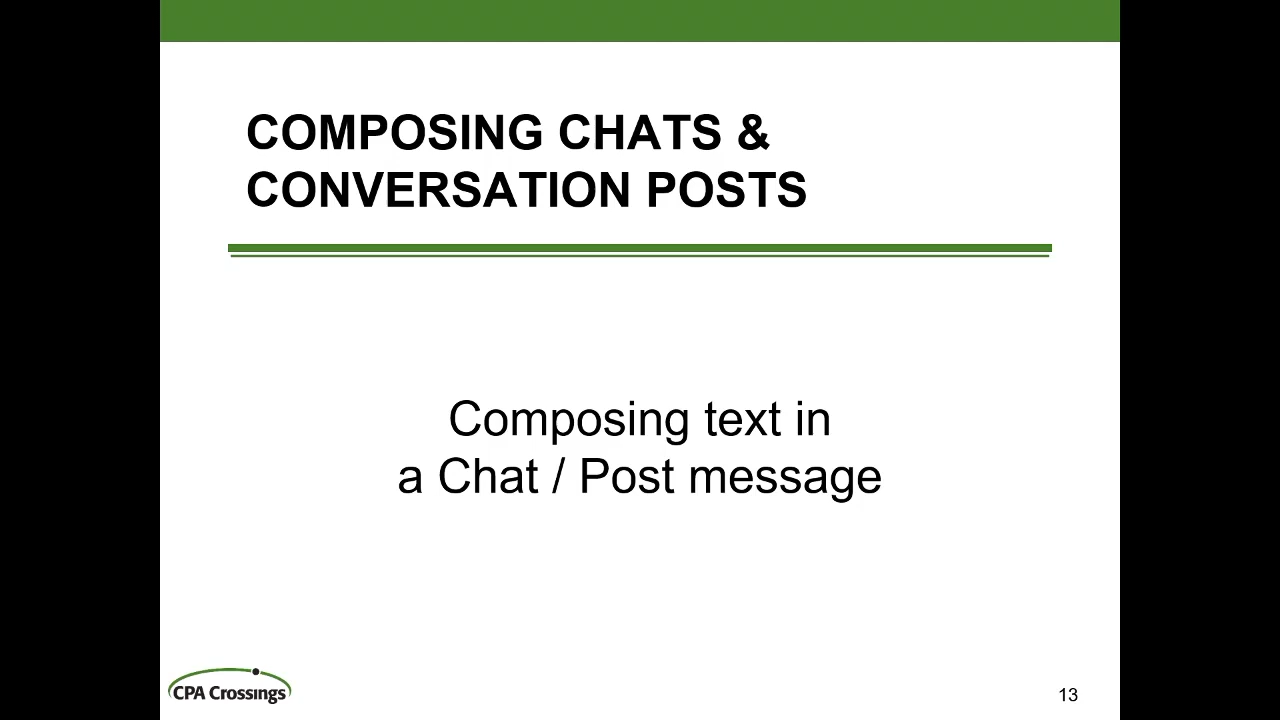 COMPOSING CHATS &
CONVERSATION POSTS
Composing text in
a Chat / Post message
CPA Crossings
13